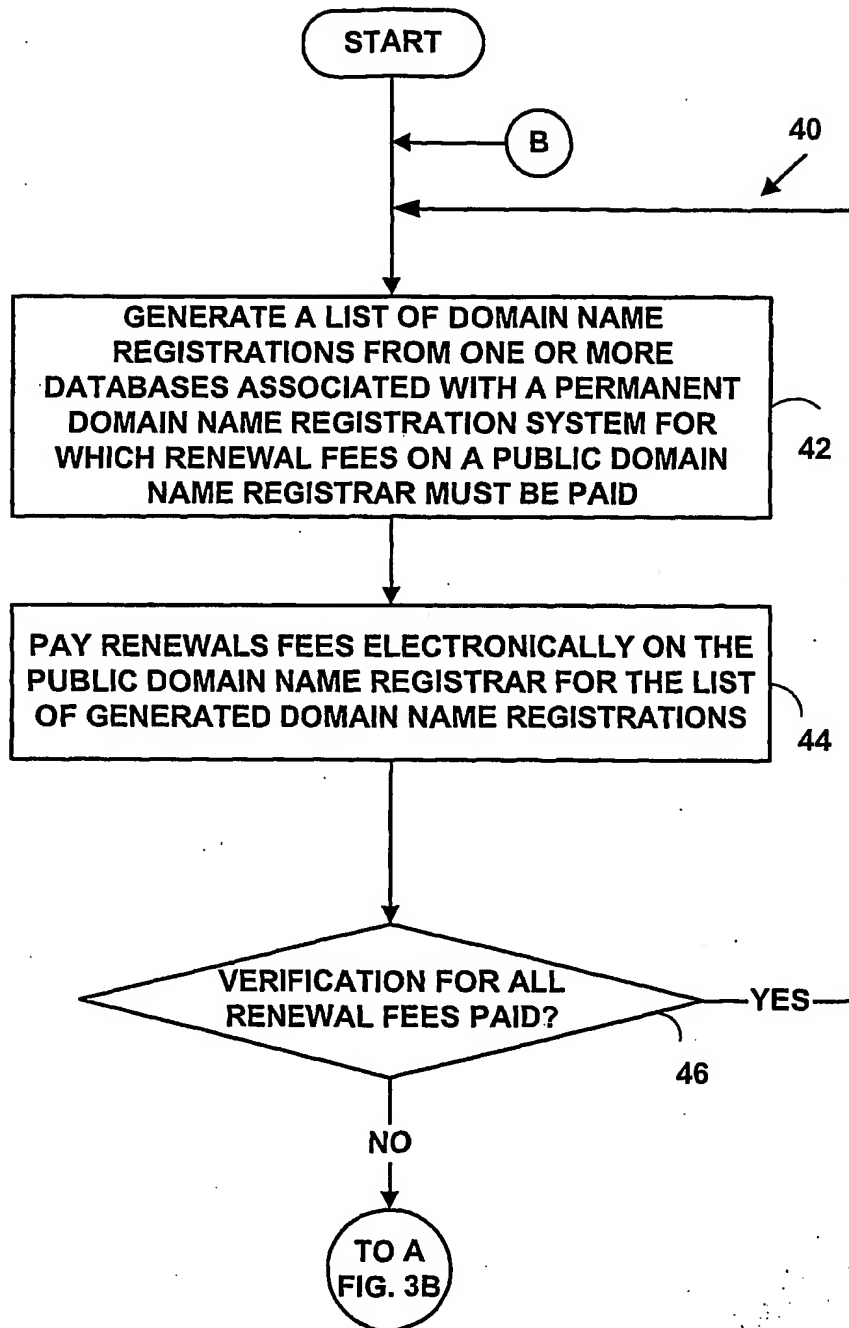 START
B
40
GENERATE A LIST OF DOMAIN NAME
REGISTRATIONS FROM ONE OR MORE
DATABASES ASSOCIATED WITH A PERMANENT
DOMAIN NAME REGISTRATION SYSTEM FOR
WHICH RENEWAL FEES ON A PUBLIC DOMAIN
NAME REGISTRAR MUST BE PAID
42
PAY RENEWALS FEES ELECTRONICALLY ON THE
PUBLIC DOMAIN NAME REGISTRAR FOR THE LIST
OF GENERATED DOMAIN NAME REGISTRATIONS
44
VERIFICATION FOR ALL
RENEWAL FEES PAID?
YES
46
NO
TO A
FIG. 3B